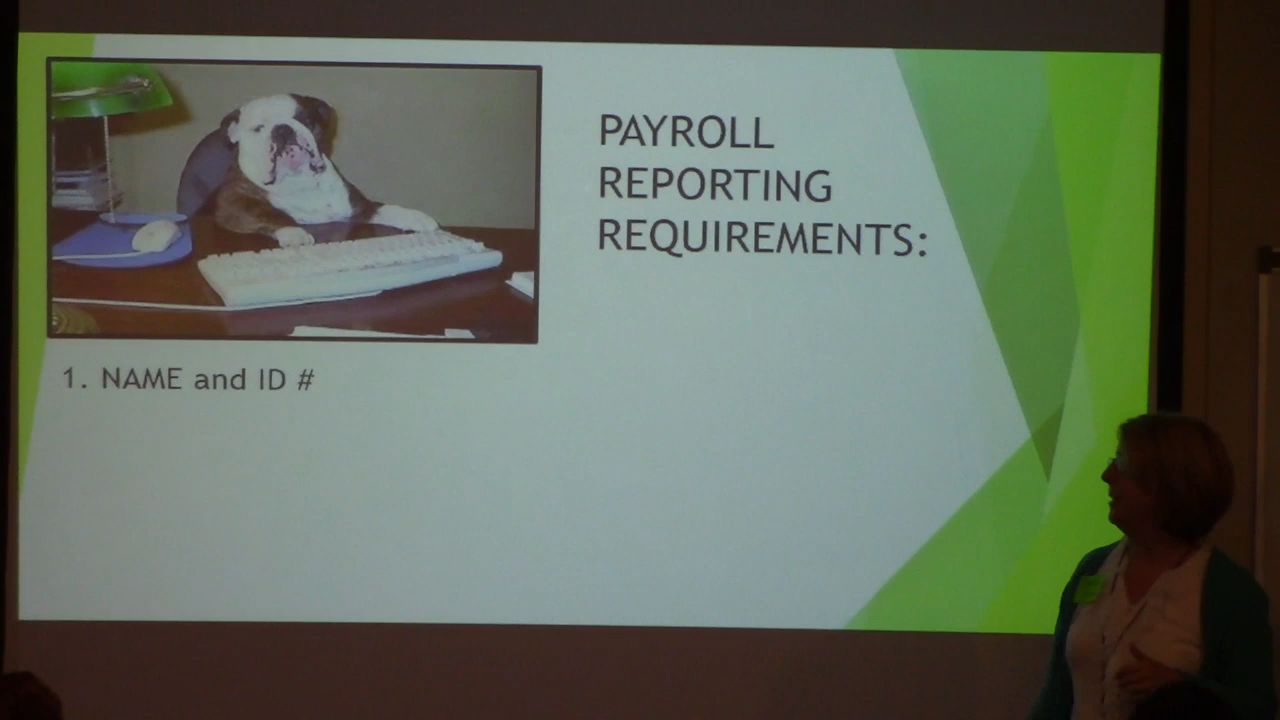 PAYROLL
REPORTING
REQUIREMENTS:
1. NAME and ID #